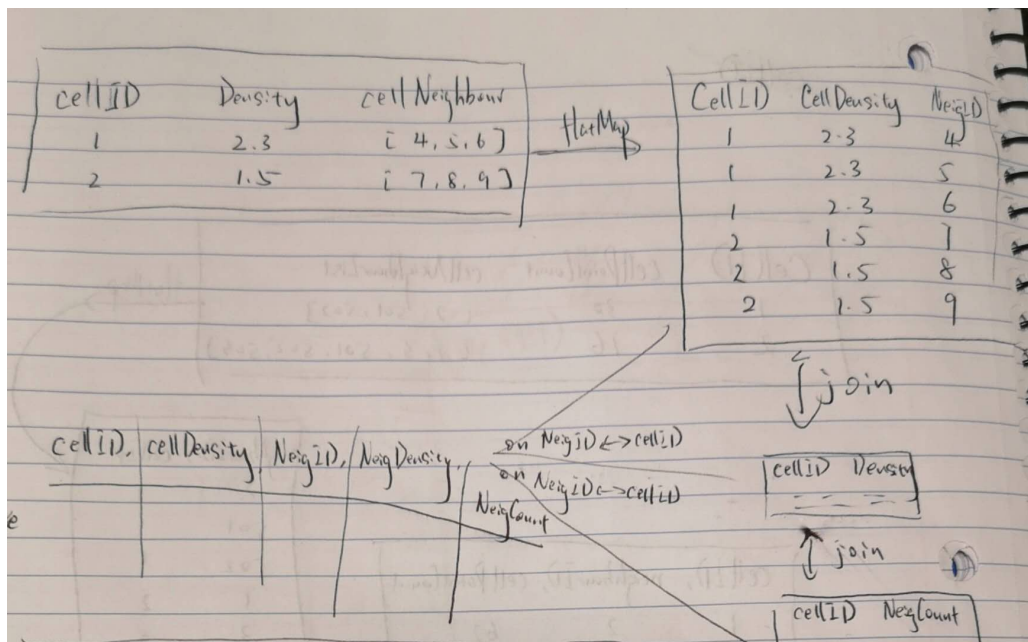 cellID Density cellNeighbour
1 2.3 [4,5,6]
2 1.5 [7,8,9]
FlatMap
CellID CellDensity NeigID
1 2.3 4
1 2.3 5
1 2.3 6
2 1.5 7
2 1.5 8
2 1.5 9
join
cellID, cellDensity, NeigID, NeigDensity, NeigCount
on NeigID <-> cellID
on NeigID <-> cellID
cellID Density
join
cellID NeigCount
e